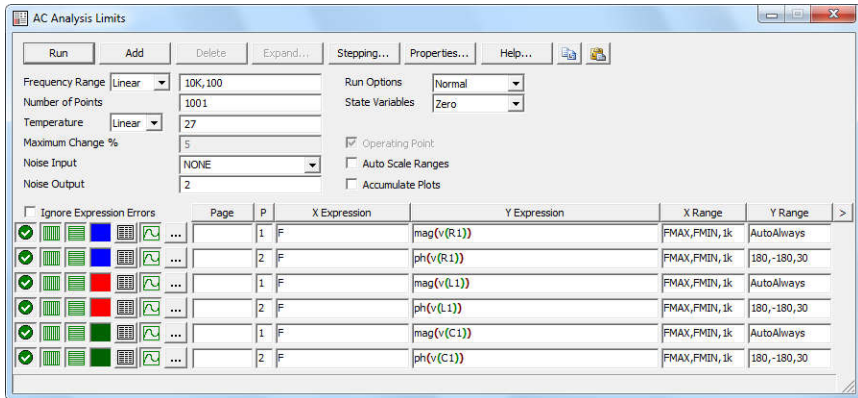 AC Analysis Limits
Run Add Delete Expand... Stepping... Properties... Help...
Frequency Range Linear 10K,100 Run Options Normal
Number of Points 1001 State Variables Zero
Temperature Linear 27
Maximum Change % 5 Operating Point
Noise Input NONE Auto Scale Ranges
Noise Output 2 Accumulate Plots
Ignore Expression Errors Page P X Expression Y Expression X Range Y Range >
... 1 F mag(v(R1)) FMAX,FMIN,1k AutoAlways
... 2 F ph(v(R1)) FMAX,FMIN,1k 180,-180,30
... 1 F mag(v(L1)) FMAX,FMIN,1k AutoAlways
... 2 F ph(v(L1)) FMAX,FMIN,1k 180,-180,30
... 1 F mag(v(C1)) FMAX,FMIN,1k AutoAlways
... 2 F ph(v(C1)) FMAX,FMIN,1k 180,-180,30